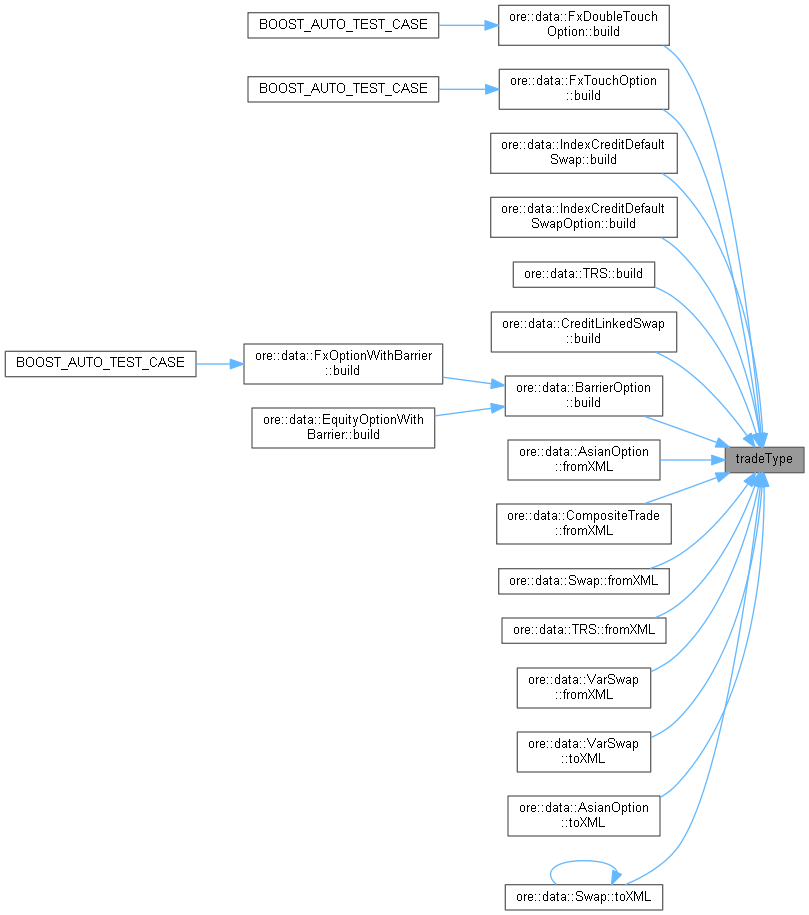 BOOST_AUTO_TEST_CASE
ore::data::FxDoubleTouch
Option::build
BOOST_AUTO_TEST_CASE
ore::data::FxTouchOption
::build
ore::data::IndexCreditDefault
Swap::build
ore::data::IndexCreditDefault
SwapOption::build
ore::data::TRS::build
ore::data::CreditLinkedSwap
::build
BOOST_AUTO_TEST_CASE
ore::data::FxOptionWithBarrier
::build
ore::data::BarrierOption
::build
ore::data::EquityOptionWith
Barrier::build
tradeType
ore::data::AsianOption
::fromXML
ore::data::CompositeTrade
::fromXML
ore::data::Swap::fromXML
ore::data::TRS::fromXML
ore::data::VarSwap
::fromXML
ore::data::VarSwap
::toXML
ore::data::AsianOption
::toXML
ore::data::Swap::toXML